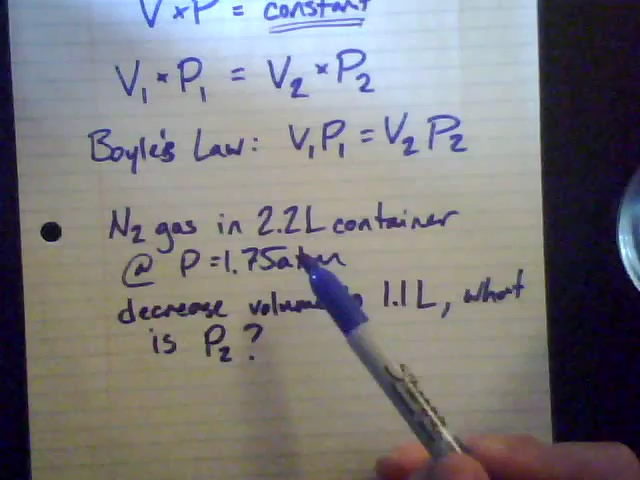 V × P = constant
V₁ × P₁ = V₂ × P₂
Boyle's Law: V₁P₁ = V₂P₂
N₂ gas in 2.2L container
@ P = 1.75atm
decrease volume 1.1L, what
is P₂?